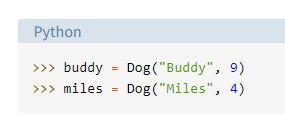 Python
>>> buddy = Dog("Buddy", 9)
>>> miles = Dog("Miles", 4)